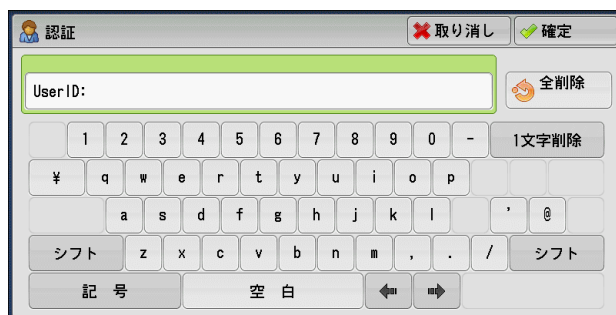 認証 取り消し 確定
UserID: 全削除
1 2 3 4 5 6 7 8 9 0 - 1文字削除
¥ q w e r t y u i o p
a s d f g h j k l ' @
シフト z x c v b n m , . / シフト
記 号 空 白